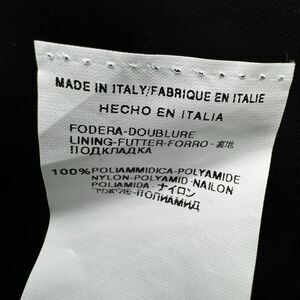 MADE IN ITALY/FABRIQUE EN ITALIE
HECHO EN ITALIA
FODERA-DOUBLURE
LINING-FUTTER-FORRO-裏地
ПОДКЛАДКА
100% POLIAMMIDICA-POLYAMIDE
NYLON-POLYAMID-NAILON
POLIAMIDA-ナイロン
ПОЛИАМИД